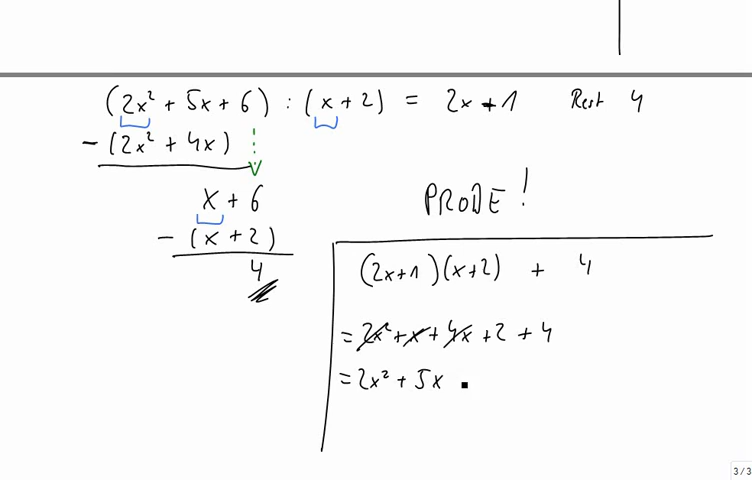 (2x² + 5x + 6) : (x + 2) = 2x + 1 Rest 4
- (2x² + 4x)
x + 6
- (x + 2)
4
PROBE!
(2x+1)(x+2) + 4
= 2x² + x + 4x + 2 + 4
= 2x² + 5x
3 / 3